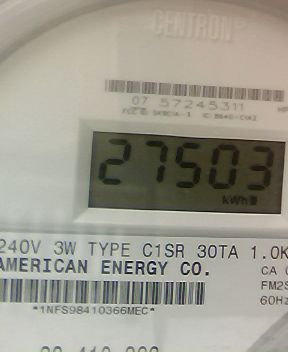 CENTRON®
07 57245311
27503
kWh
240V 3W TYPE C1SR 30TA 1.0K
AMERICAN ENERGY CO.
CA
FM2S
60Hz
*1NFS98410366MEC*